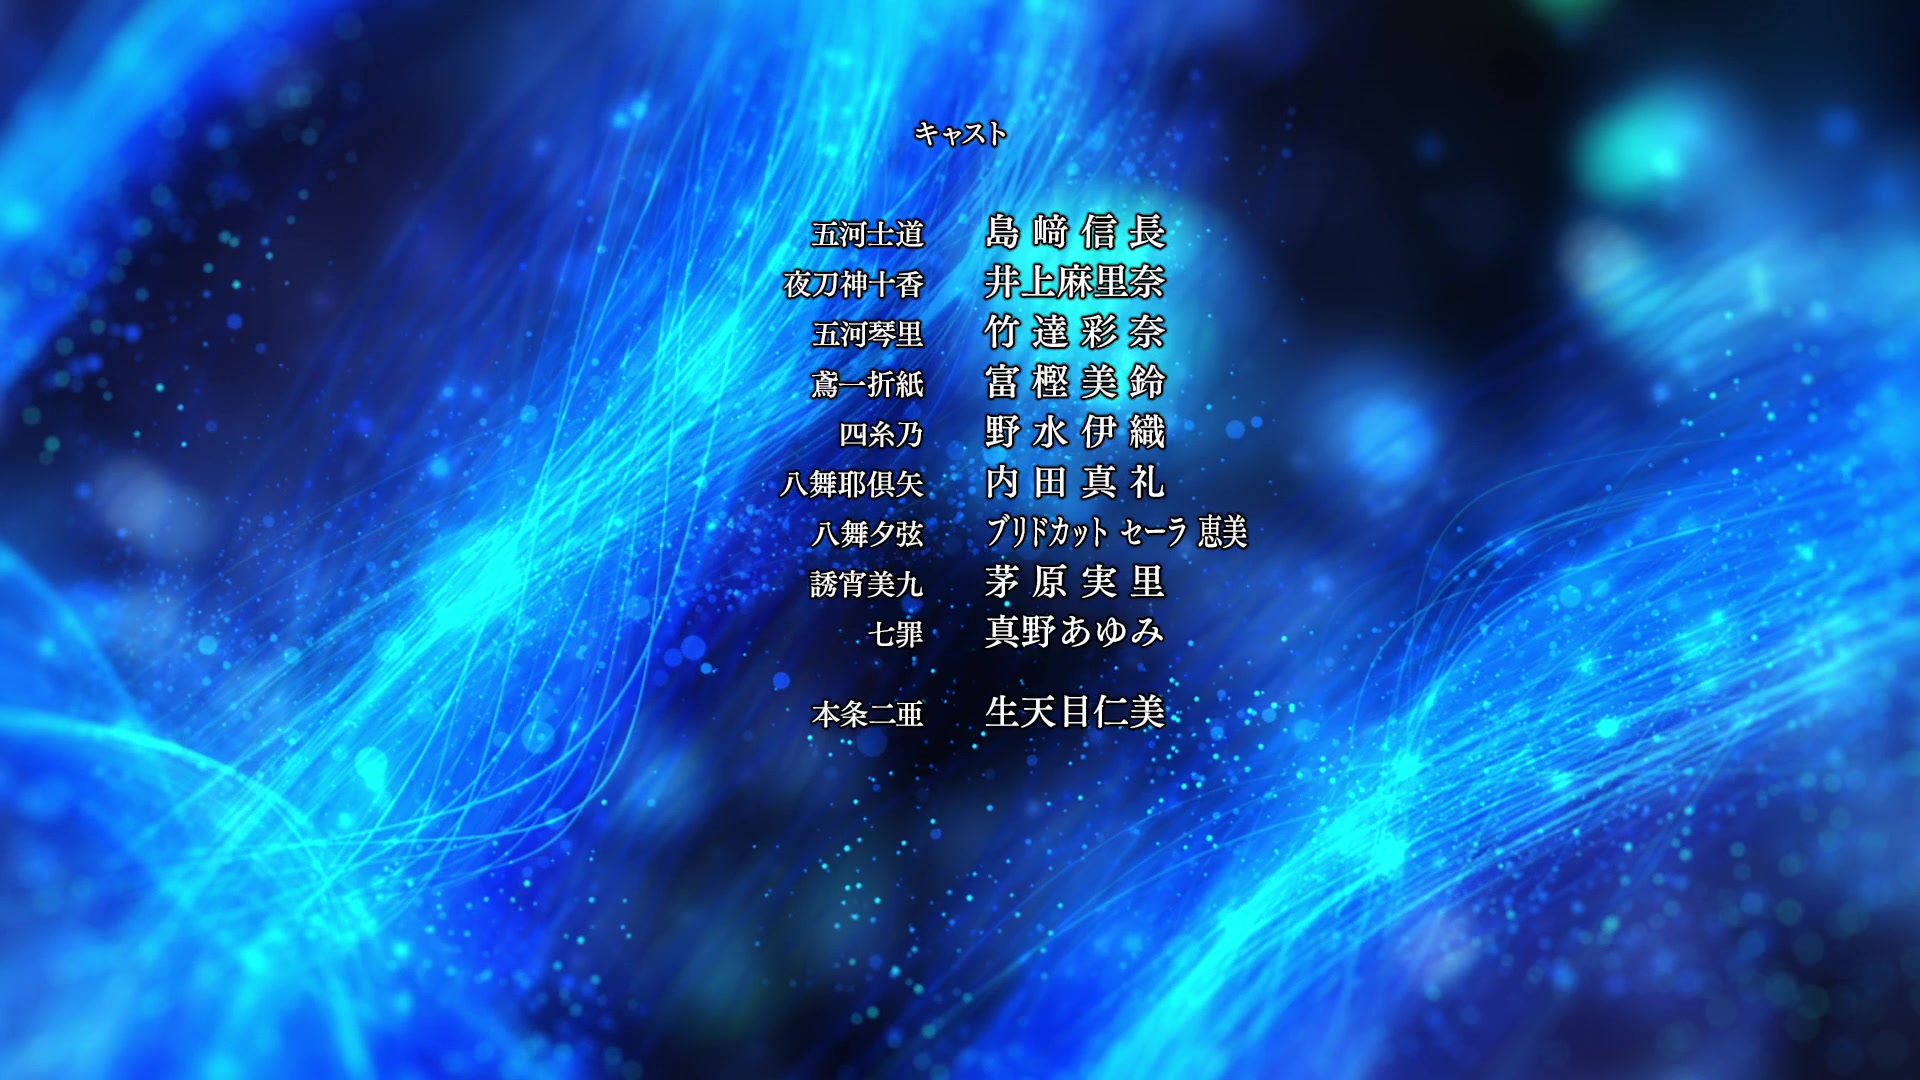 キャスト
五河士道 島﨑信長
夜刀神十香 井上麻里奈
五河琴里 竹達彩奈
鳶一折紙 富樫美鈴
四糸乃 野水伊織
八舞耶倶矢 内田真礼
八舞夕弦 ブリドカット セーラ 恵美
誘宵美九 茅原実里
七罪 真野あゆみ
本条二亜 生天目仁美